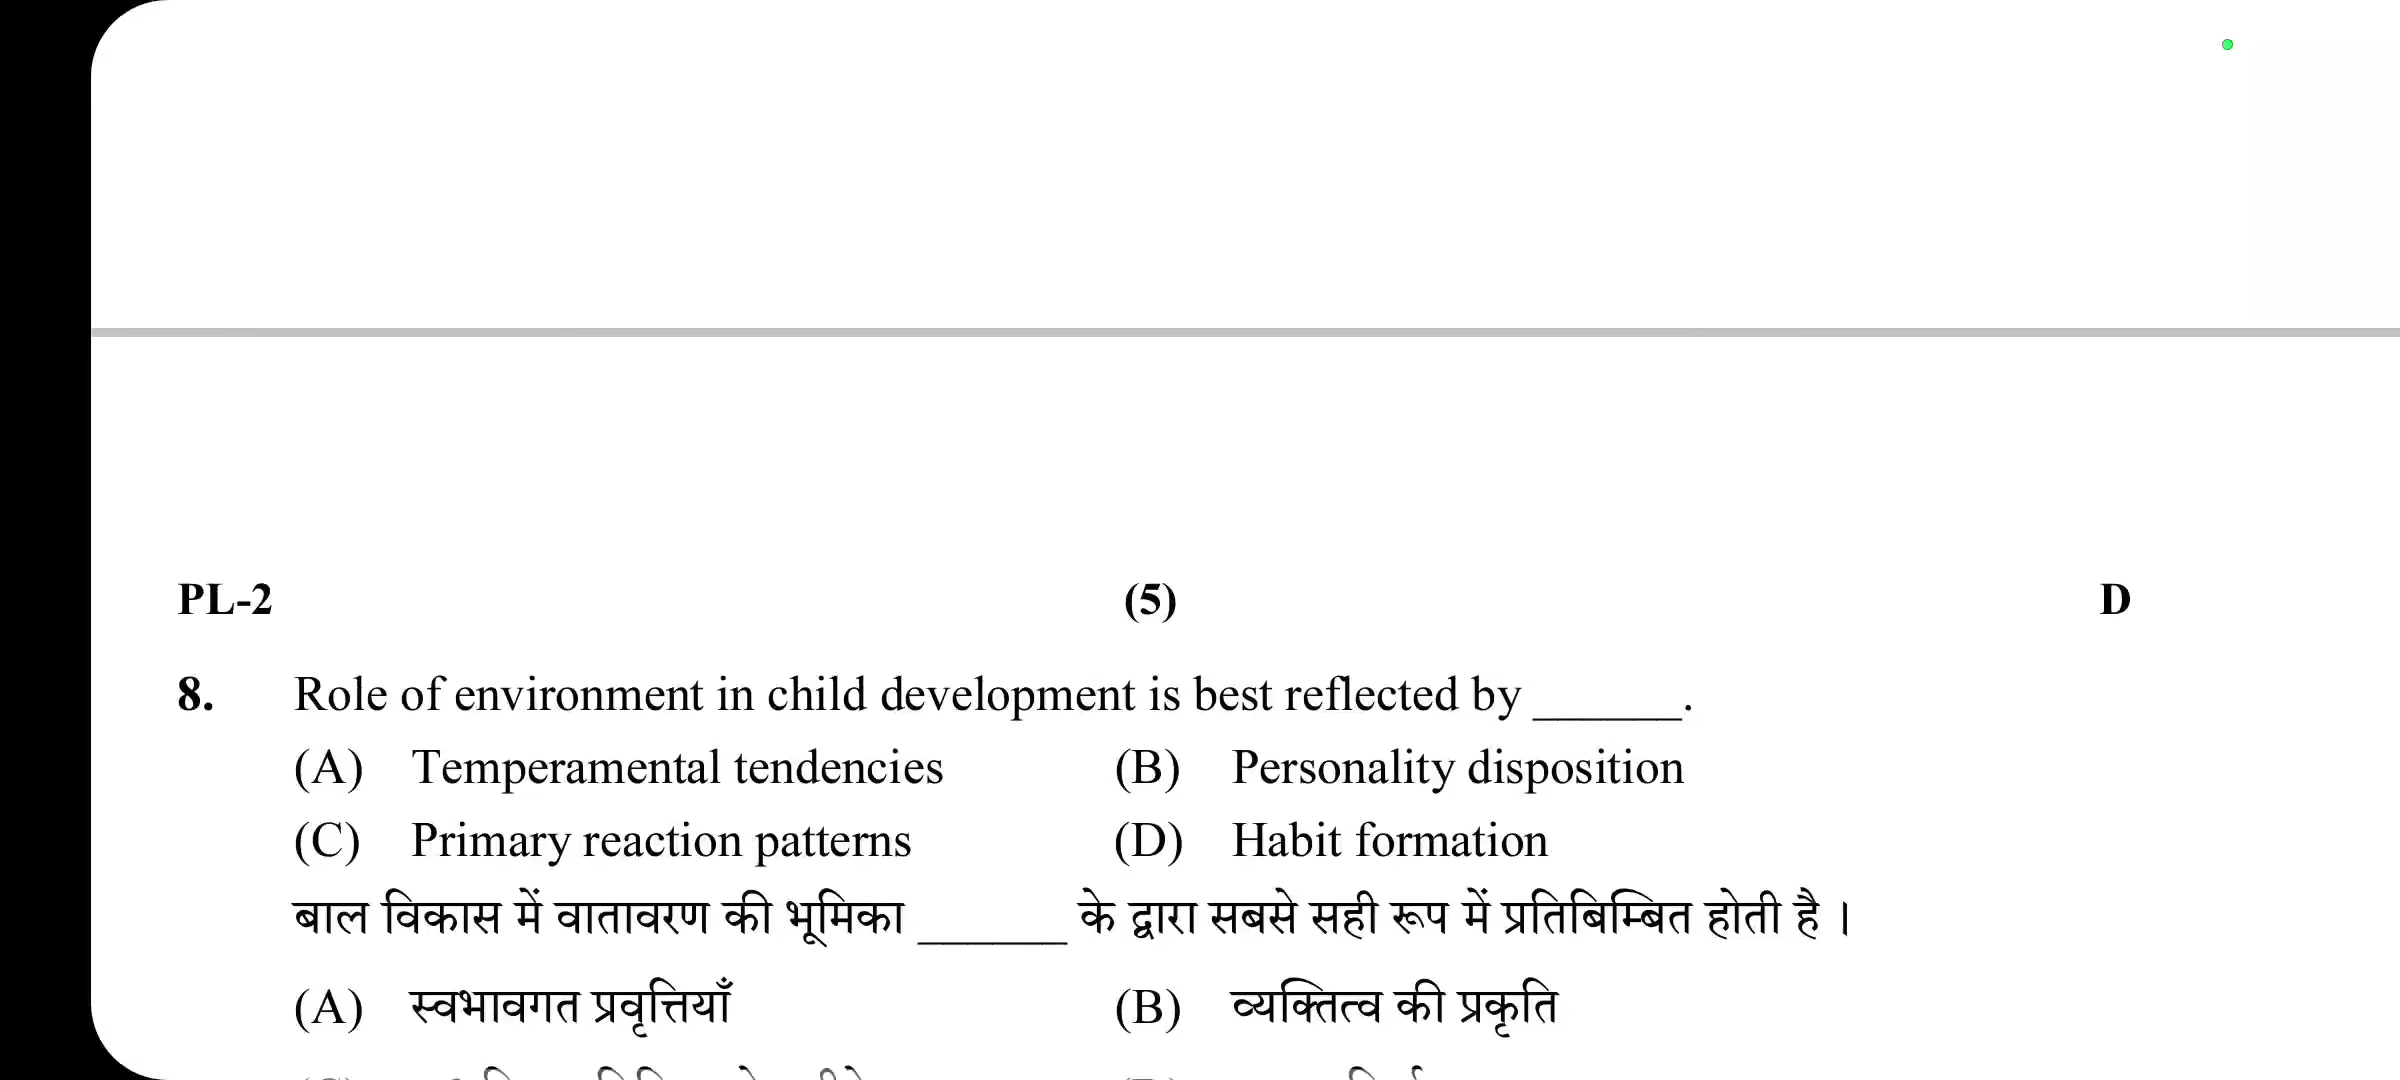 PL-2 (5) D
8. Role of environment in child development is best reflected by ______.
(A) Temperamental tendencies (B) Personality disposition
(C) Primary reaction patterns (D) Habit formation
बाल विकास में वातावरण की भूमिका ______ के द्वारा सबसे सही रूप में प्रतिबिम्बित होती है ।
(A) स्वभावगत प्रवृत्तियाँ (B) व्यक्तित्व की प्रकृति